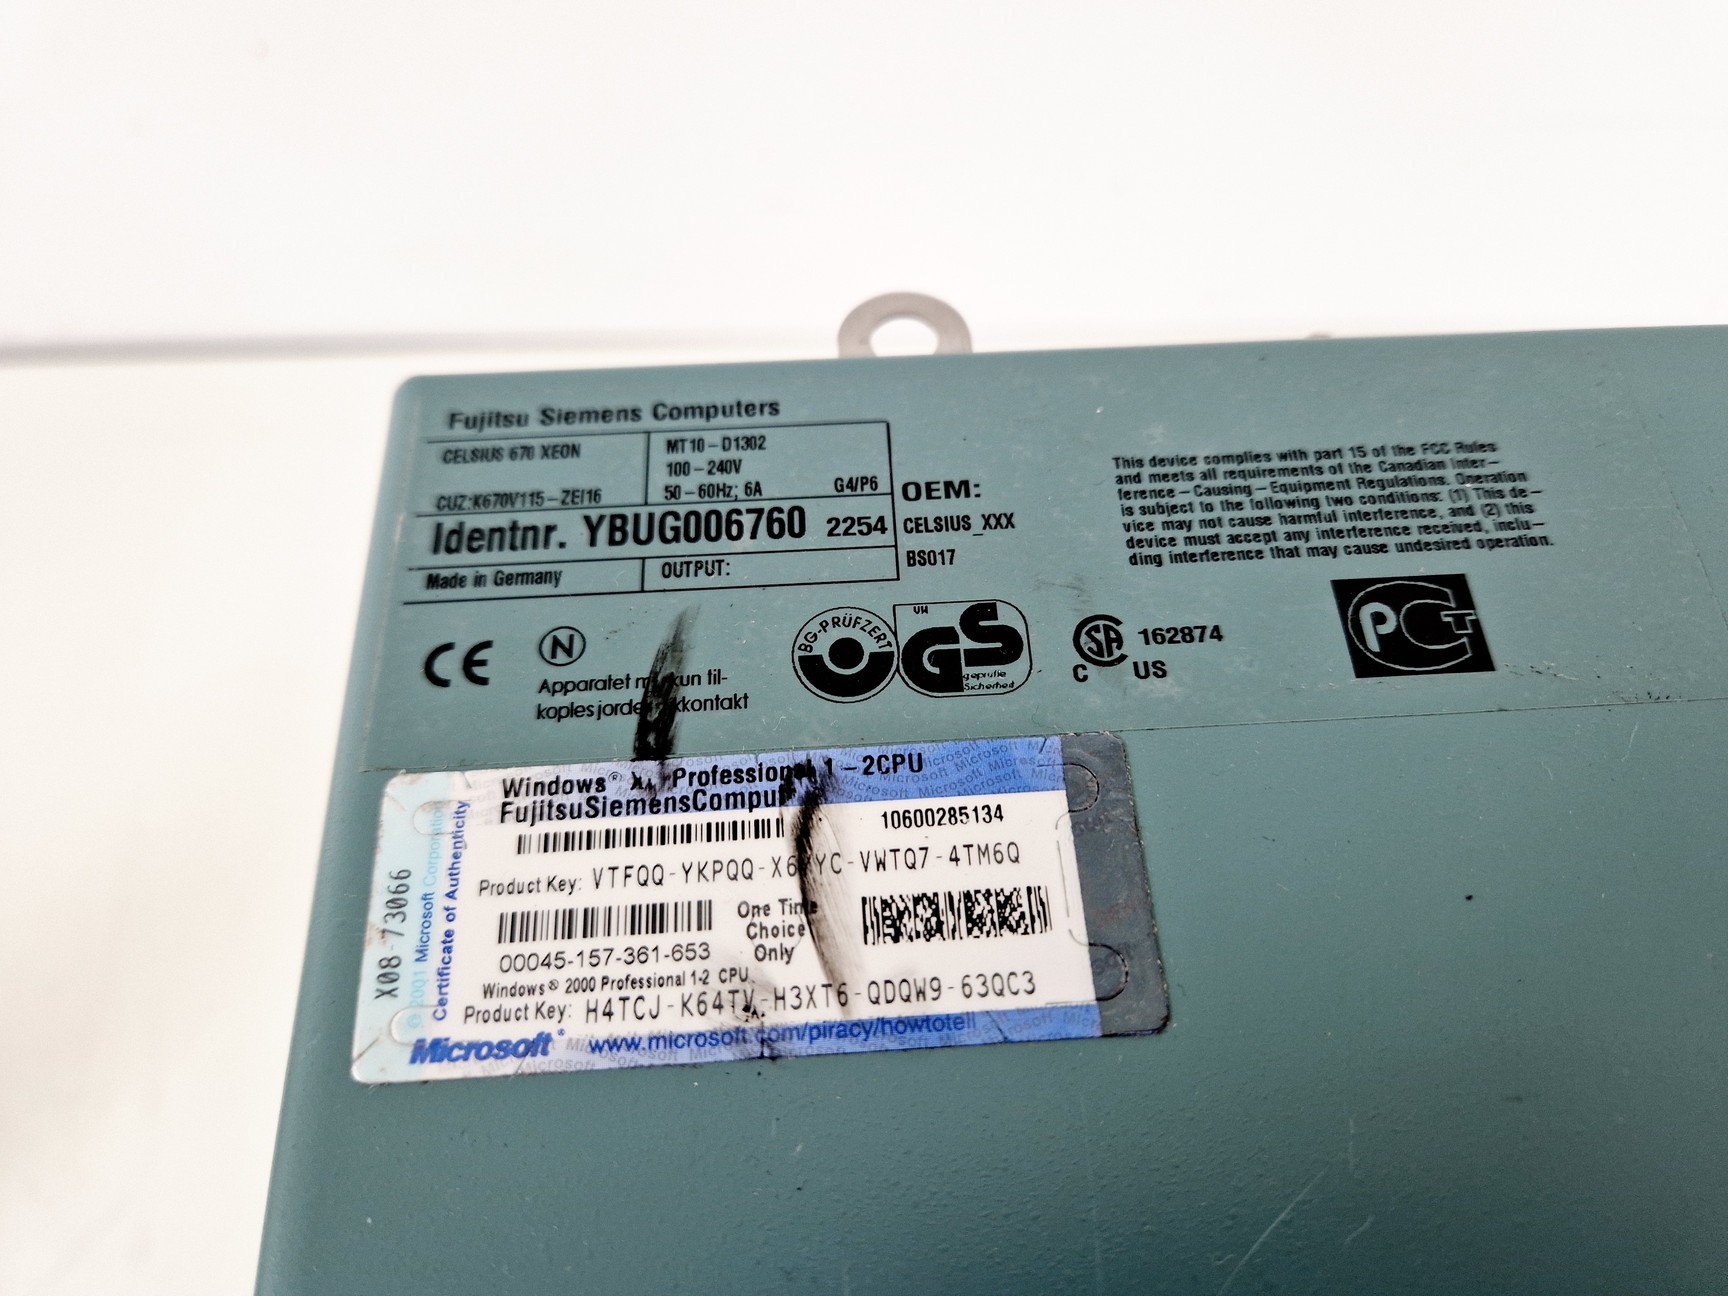 Fujitsu Siemens Computers
CELSIUS 670 XEON
CUZ:K670V115-ZEI16
MT10-D1302
100-240V
50-60Hz; 6A G4/P6
Identnr. YBUG006760 2254
Made in Germany
OUTPUT:
OEM:
CELSIUS_XXX
BS017
This device complies with part 15 of the FCC Rules
and meets all requirements of the Canadian Inter-
ference-Causing-Equipment Regulations. Operation
is subject to the following two conditions: (1) This de-
vice may not cause harmful interference, and (2) this
device must accept any interference received, inclu-
ding interference that may cause undesired operation.
CE
N
Apparatet kun til-
koples
BG-PRÜFZERT
VW
GS
geprüfte
Sicherheit
CSA
C US
162874
PCT
Windows® Professional 1-2CPU
FujitsuSiemensComput
10600285134
Product Key: VTFQQ-YKPQQ- -VWTQ7-4TM6Q
00045-157-361-653
One Time
Choice
Only
Windows® 2000 Professional 1-2 CPU
Product Key: H4TCJ- -H3XT6-QDQW9-63QC3
Microsoft® www.microsoft.com/piracy/howtotell
X08-73066
© 2001 Microsoft Corporation
Certificate of Authenticity